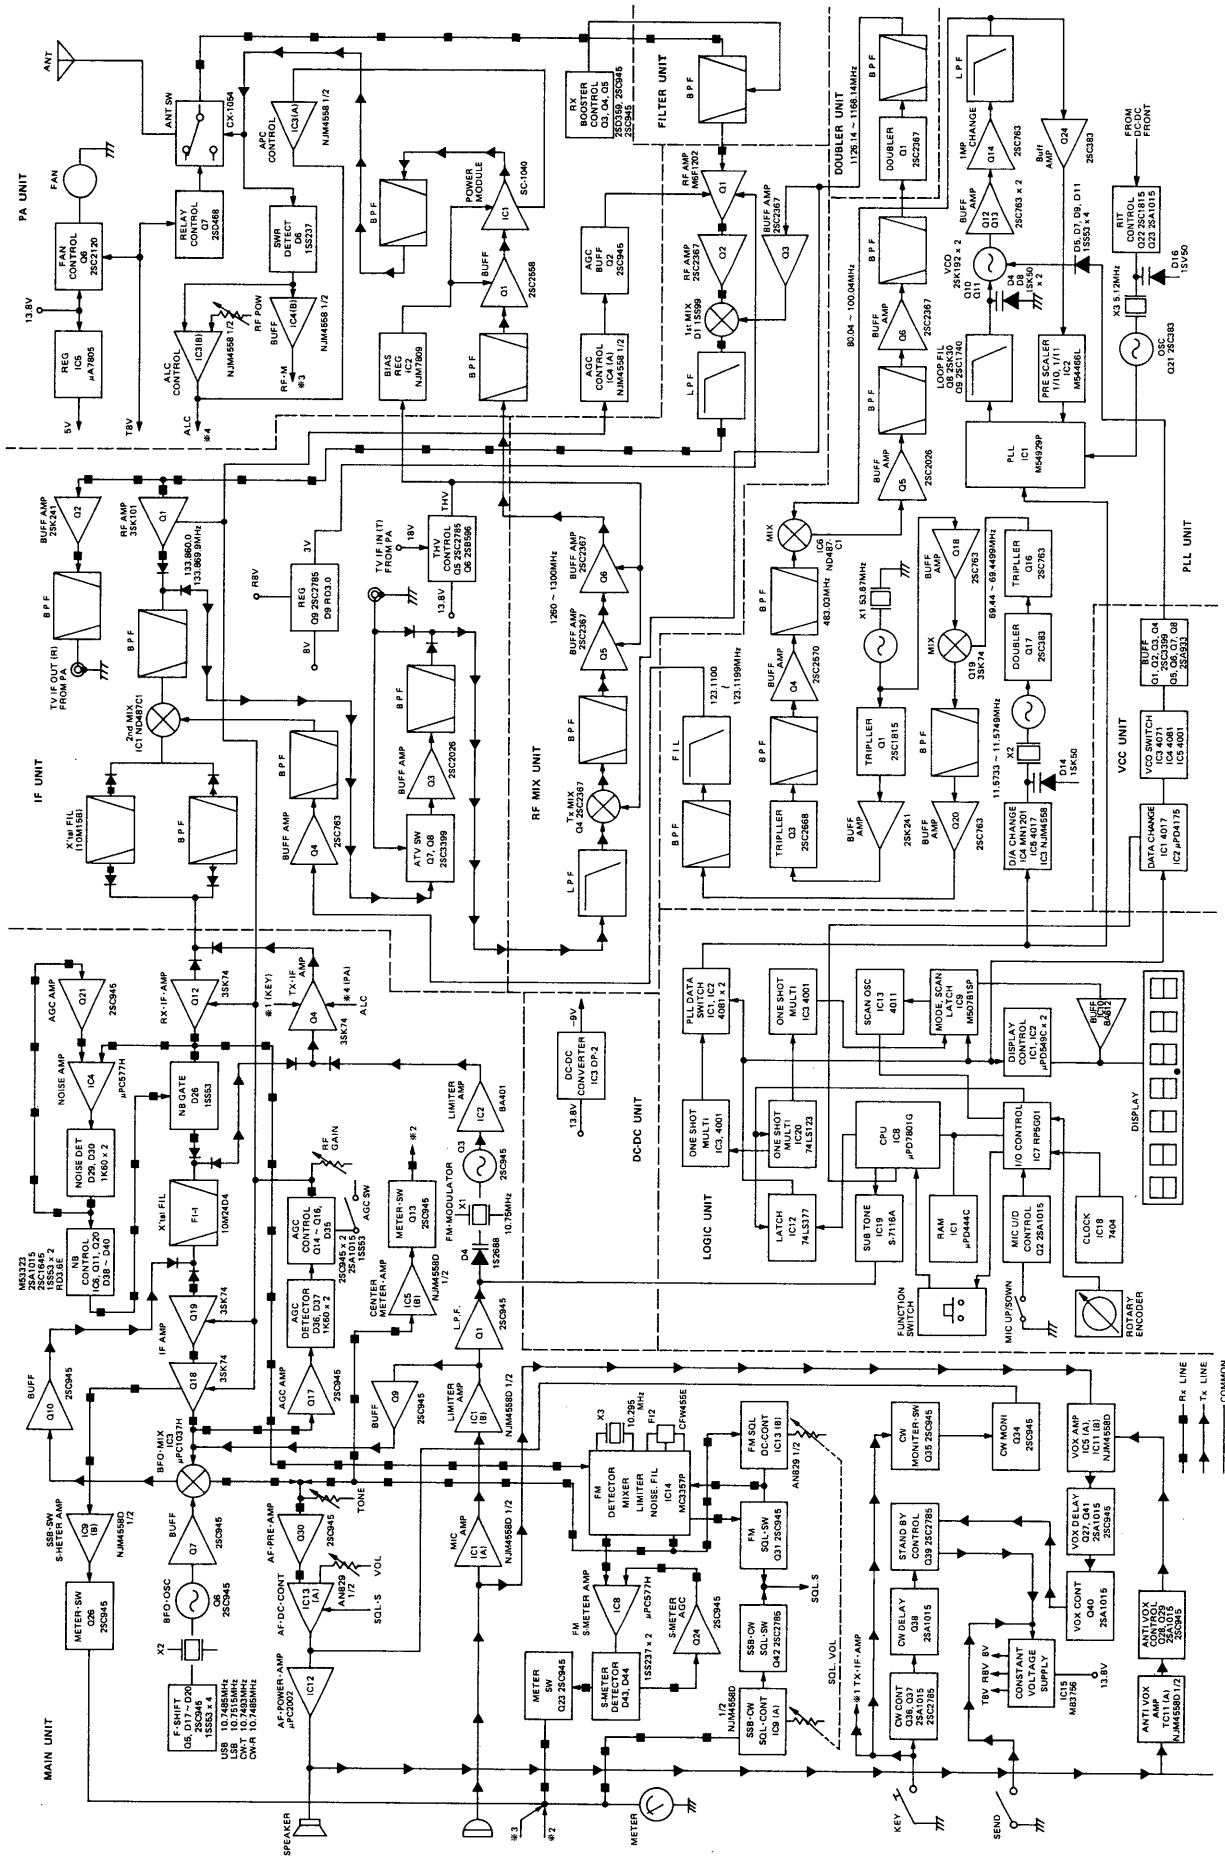 MAIN UNIT
F-SHIFT
Q5, D17 ~ D20
2SC945
1SS53 x 4
USB 10.7485MHz
LSB 10.7515MHz
CW-T 10.7493MHz
CW-R 10.7485MHz
X2
BFO-OSC
Q6
2SC945
BUFF
Q7
2SC945
BFO-MIX
IC3
μPC1037H
METER-SW
Q26
2SC945
SSB-SW
S-HETER AMP
IC9
(B)
NJM4558D
1/2
BUFF
Q10
2SC945
Q18
3SK74
IF AMP
Q19
3SK74
X'tal FIL
FI-1
10M24D4
NB GATE
D26
1SS53
RX-IF-AMP
Q12
3SK74
M53323
2SA1015
2SC1645
1SS53 x 2
RD3.6E
NB
CONTROL
IC6, Q11, Q20
D38 ~ D40
NOISE DET
D29, D30
1K60 x 2
NOISE AMP
IC4
μPC577H
AGC AMP
Q21
2SC945
※1 (KEY)
TX-IF
AMP
Q4
3SK74
※4 (PA)
ALC
AGC AMP
Q17
2SC945
AGC
DETECTOR
D36, D37
1K60 x 2
AGC
CONTROL
Q14 ~ Q16,
D35
2SC945 x 2
2SA1015
1SS53
AGC SW
RF
GAIN
CENTER
METER-AMP
IC5
(B)
NJM4558D
1/2
METER-SW
Q13
2SC945
※2
LIMITER
AMP
IC2
BA401
Q3
2SC945
FM-MODULATOR
X1
10.75MHz
D4
1S2688
L.P.F.
Q1
2SC945
BUFF
Q9
2SC945
LIMITER
AMP
IC1
(B)
NJM4558D 1/2
MIC
AMP
IC1
(A)
NJM4558D 1/2
TONE
AF-PRE-AMP
Q30
2SC945
AF-DC-CONT
IC13
(A)
AN829
1/2
VOL
SQL-S
AF-POWER-AMP
IC12
μPC2002
SPEAKER
※3
※2
METER
METER
SW
Q23 2SC945
FM
S-METER AMP
IC8
μPC577H
S-METER
DETECTOR
D43, D44
1SS237 x 2
S-METER
AGC
Q24
2SC945
FM
DETECTOR
MIXER
LIMITER
NOISE. FIL
IC14
MC3357P
X3
10.295
MHz
FI2
CFW455E
FM SQL
DC-CONT
IC13 (B)
AN829 1/2
FM
SQL-SW
Q31 2SC945
SQL-S
SSB-CW
SQL-SW
Q42 2SC2785
1/2
NJM4558D
SSB-CW
SQL-CONT
IC9 (A)
SQL. VOL
※1 TX-IF-AMP
KEY
CW CONT
Q36, Q37
2SA1015
2SC2785
CW DELAY
Q38
2SA1015
STAND BY
CONTROL
Q39 2SC2785
CW
MONITER-SW
Q35 2SC945
CW MONI
Q34
2SC945
SEND
T8V
R8V
8V
CONSTANT
VOLTAGE
SUPPLY
IC15
M83756
13.8V
VOX CONT
Q40
2SA1015
VOX DELAY
Q27, Q41
2SA1015
2SC945
VOX AMP
IC5 (A),
IC11 (B)
NJM4558D
ANTI VOX
AMP
TC11 (A)
NJM4558D1/2
ANTI VOX
CONTROL
Q28, Q29
2SA1015
2SC945
Rx LINE
Tx LINE
COMMON
IF UNIT
X'tal FIL
(10M15BI)
B P F
2nd MIX
IC1 ND487C1
B P F
133.860.0
133.869.9MHz
RF AMP
3SK101
Q1
BUFF AMP
2SK241
Q2
B P F
TV IF OUT (R)
FROM PA
BUFF AMP
Q4
2SC763
B P F
ATV SW
Q7, Q8
2SC3399
BUFF AMP
Q3
2SC2026
B P F
TV IF IN (T)
FROM PA
R8V
REG
Q9 2SC2785
D9 RD3.0
8V
3V
18V
THV
CONTROL
Q5 2SC2785
Q6 2SB596
13.8V
THV
RF MIX UNIT
L P F
Tx MIX
Q4 2SC2367
B P F
BUFF AMP
2SC2367
Q5
BUFF AMP
2SC2367
Q6
1260 ~ 1300MHz
PA UNIT
5V
REG
IC5
μA7805
13.8V
T8V
FAN
CONTROL
Q6
2SC2120
FAN
RELAY
CONTROL
Q7
2SD468
ANT SW
CX-1054
ANT
ALC
CONTROL
IC3(B)
NJM4558 1/2
ALC
※4
RF POW
SWR
DETECT
D6
1SS237
IC4(B)
BUFF
NJM4558 1/2
RF-M
※3
APC
CONTROL
IC3(A)
NJM4558 1/2
BIAS
REG
IC2
NJM7809
B P F
BUFF
Q1
2SC2558
POWER
MODULE
IC1
SC-1040
B P F
RX
BOOSTER
CONTROL
Q3, Q4, Q5
2SD359, 2SC945
2SC945
FILTER UNIT
B P F
AGC
CONTROL
IC4 (A)
NJM4558 1/2
AGC
BUFF
Q2
2SC945
RF AMP
M6F1202
Q1
RF AMP
2SC2367
Q2
1st MIX
D1 1SS99
L P F
BUFF AMP
2SC2367
Q3
DOUBLER UNIT
1126.14 ~ 1166.14MHz
B P F
DOUBLER
Q1
2SC2367
B P F
80.04 ~ 100.04MHz
BUFF
AMP
Q6
2SC2367
B P F
BUFF
AMP
Q5
2SC2026
MIX
IC6
ND487-C1
B P F
483.03MHz
BUFF
AMP
Q4
2SC2570
B P F
TRIPLLER
Q3
2SC2668
BUFF
AMP
2SK241
TRIPLLER
Q1
2SC1815
X1 53.67MHz
123.1100
~
123.1199MHz
F I L
B P F
BUFF
AMP
Q20
2SC763
B P F
MIX
Q19
3SK74
BUFF
AMP
Q18
2SC763
69.44 ~ 69.4499MHz
TRIPLER
Q16
2SC763
DOUBLER
Q17
2SC383
11.5733 ~ 11.5749MHz
X2
D14
1SK50
D/A CHANGE
IC4 MN1201
IC5 4017
IC3 NJM4558
PLL UNIT
PLL
IC1
M54929P
PRE SCALER
1/10, 1/11
IC2
M54466L
LOOP FIL
Q8 2SK30
Q9 2SC1740
VCO
2SK192 x 2
Q10
Q11
D4
D8
1SK50
x 2
D5, D7, D9, D11
1SS53 x 4
BUFF
AMP
Q12
Q13
2SC763 x 2
1MP
CHANGE
Q14
2SC763
L P F
Buff
AMP
Q24
2SC383
FROM
DC-DC
FRONT
RIT
CONTROL
Q22 2SC1815
Q23 2SA1015
D16
1SV50
X3 5.12MHz
OSC
Q21 2SC383
VCC UNIT
DATA CHANGE
IC1 4017
IC2 μPD4175
VCO SWITCH
IC3 4071
IC4 4081
IC5 4001
BUFF
Q1, Q2, Q3, Q4
2SC3399
Q5, Q6, Q7, Q8
2SA933
DC-DC UNIT
13.8V
DC-DC
CONVERTER
IC3 DP-2
-9V
LOGIC UNIT
ONE SHOT
MULTI
IC3, 4001
PLL DATA
SWITCH
IC1, IC2
4081 x 2
LATCH
IC12
74LS377
ONE SHOT
MULTI
IC20
74LS123
ONE SHOT
MULTI
IC3 4001
SUB TONE
IC19
S-7116A
CPU
IC8
μPD7801G
SCAN OSC
IC13
4011
RAM
IC1
μPD444C
I/O CONTROL
IC7 RP5G01
MODE, SCAN
LATCH
IC9
M50781SP
DISPLAY
CONTROL
IC1, IC2
μPD549C x 2
BUFF
IC10
BA612
FUNCTION
SWITCH
MIC UP/SOWN
MIC U/D
CONTROL
Q2 2SA1015
CLOCK
IC18
7404
ROTARY
ENCODER
DISPLAY